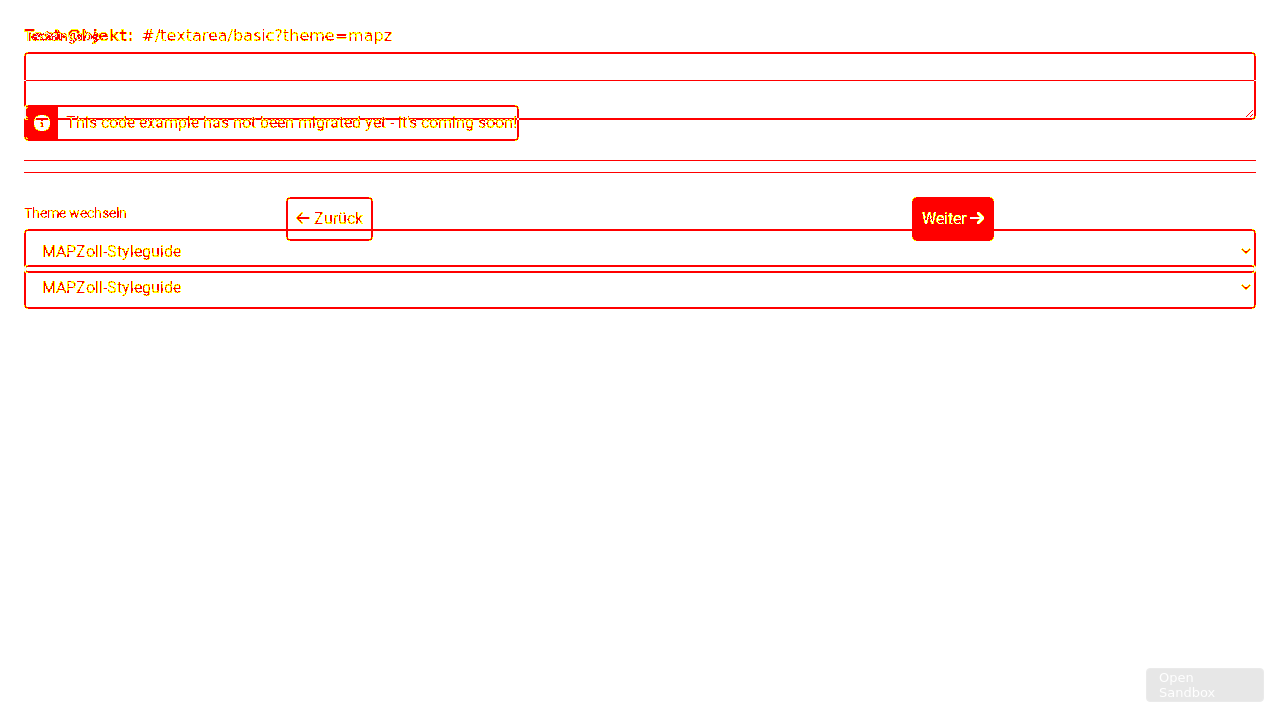 Test-Objekt: #/textarea/basic?theme=mapz
This code example has not been migrated yet - it's coming soon!
Theme wechseln
← Zurück
Weiter →
MAPZoll-Styleguide
MAPZoll-Styleguide
Open
Sandbox